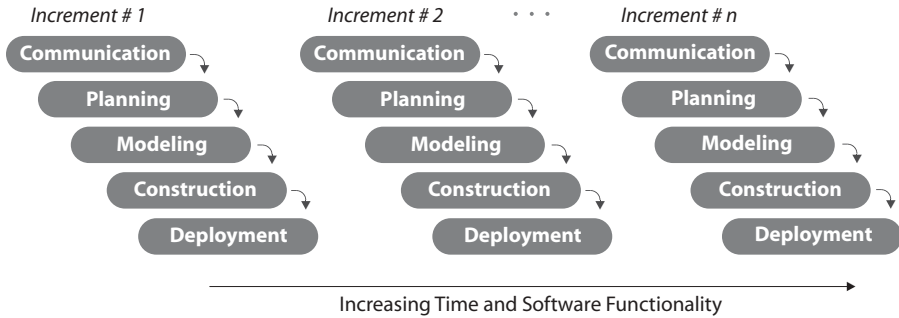 Increment # 1
Increment # 2
. . .
Increment # n
Communication
Communication
Communication
Planning
Planning
Planning
Modeling
Modeling
Modeling
Construction
Construction
Construction
Deployment
Deployment
Deployment
Increasing Time and Software Functionality